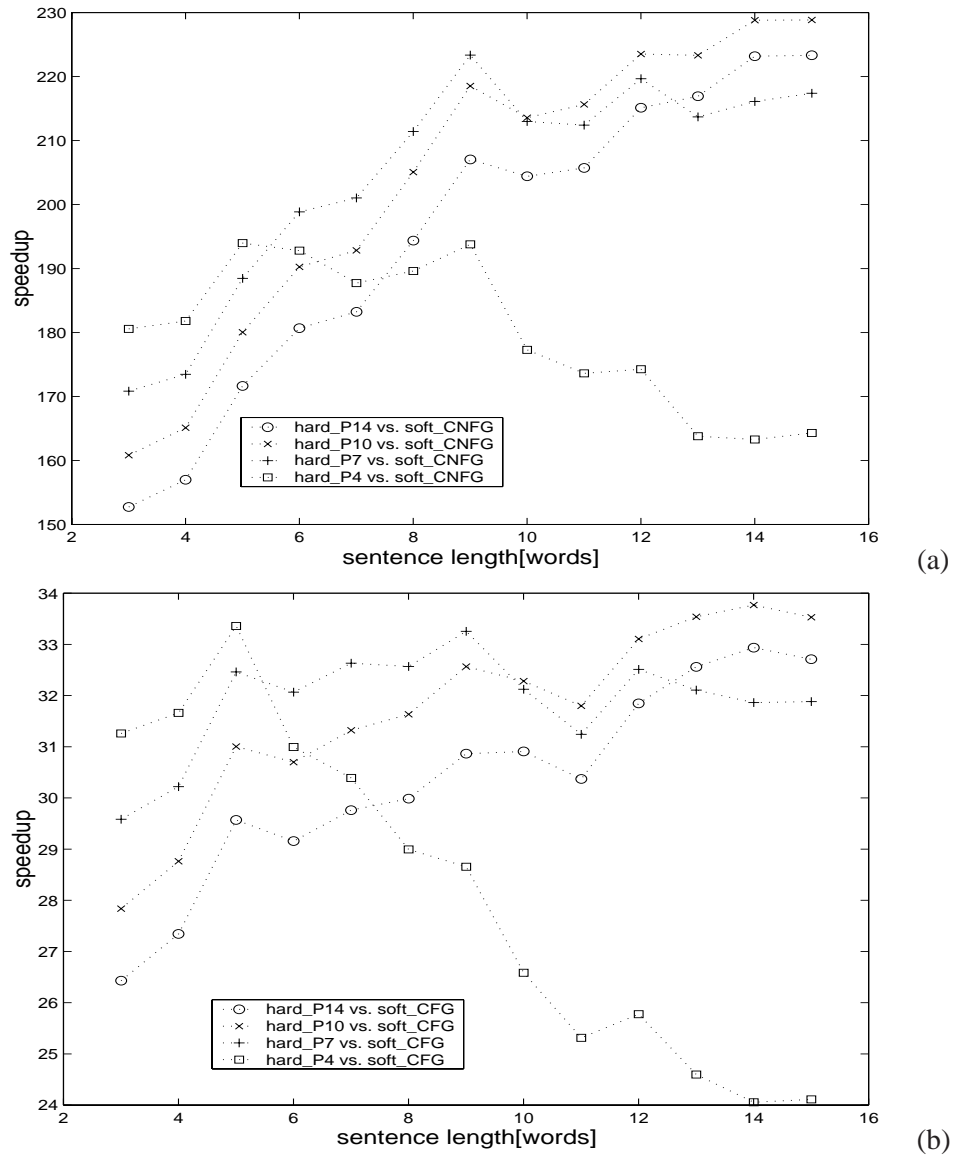 230
220
210
200
190
180
170
160
150
speedup
hard_P14 vs. soft_CNFG
hard_P10 vs. soft_CNFG
hard_P7 vs. soft_CNFG
hard_P4 vs. soft_CNFG
2 4 6 8 10 12 14 16
sentence length[words]
(a)
34
33
32
31
30
29
28
27
26
25
24
speedup
hard_P14 vs. soft_CFG
hard_P10 vs. soft_CFG
hard_P7 vs. soft_CFG
hard_P4 vs. soft_CFG
2 4 6 8 10 12 14 16
sentence length[words]
(b)